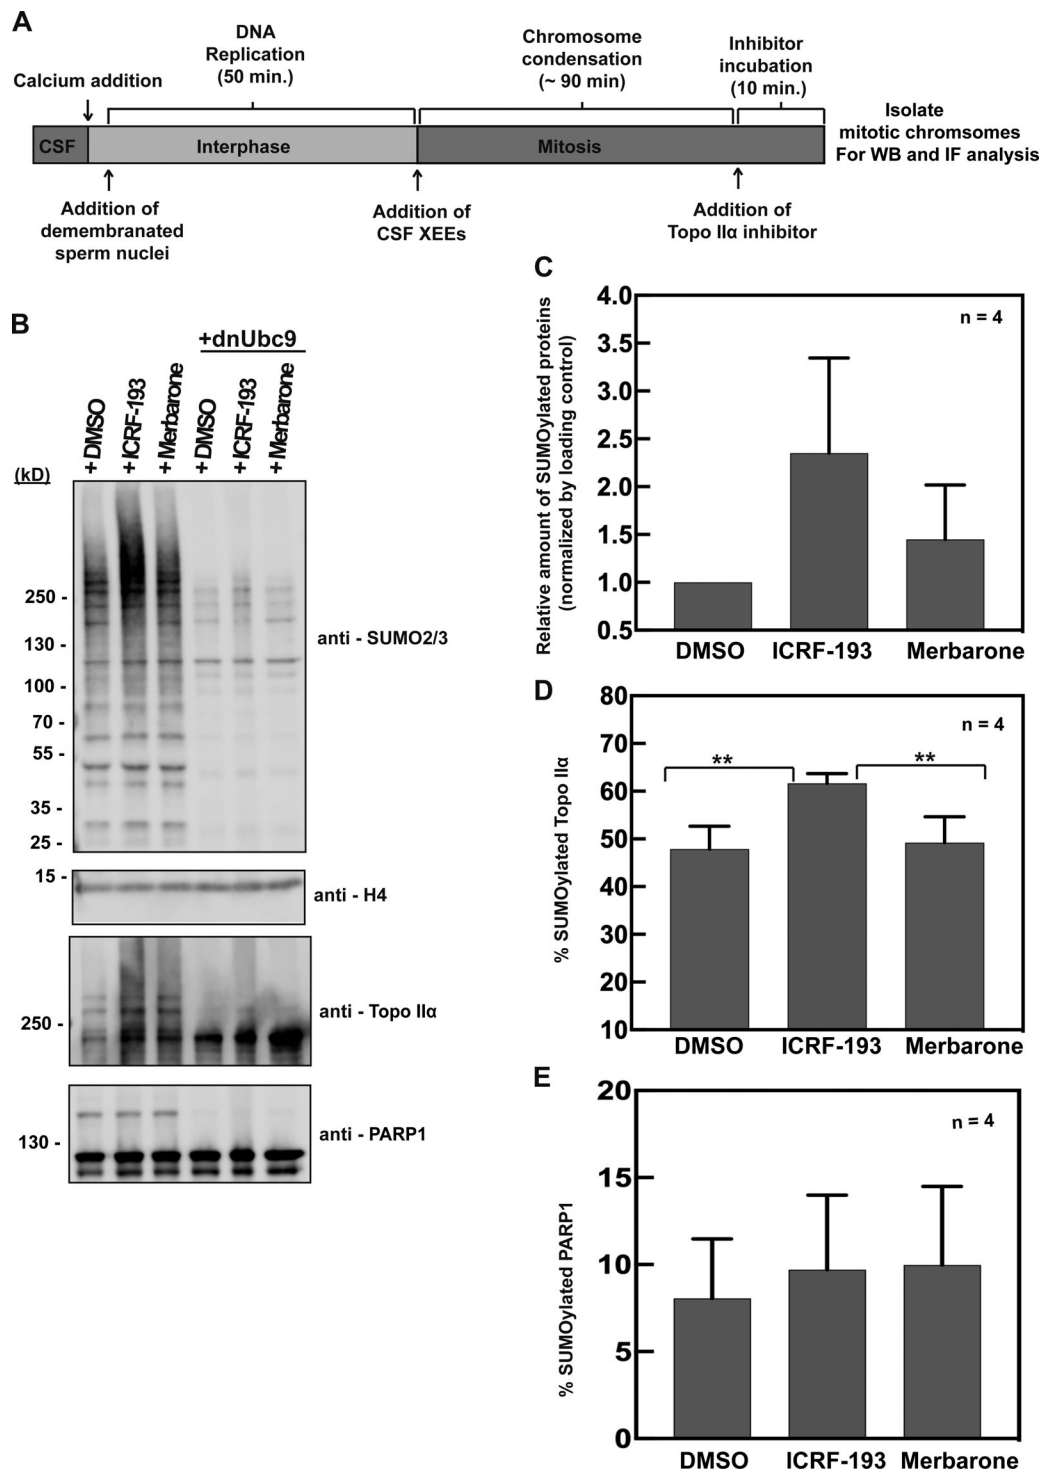 A
DNA
Replication
(50 min.)
Chromosome
condensation
(~ 90 min)
Inhibitor
incubation
(10 min.)
Calcium addition
Isolate
mitotic chromsomes
For WB and IF analysis
CSF
Interphase
Mitosis
Addition of
demembranated
sperm nuclei
Addition of
CSF XEEs
Addition of
Topo IIα inhibitor
B
+dnUbc9
+ DMSO
+ ICRF-193
+ Merbarone
+ DMSO
+ ICRF-193
+ Merbarone
(kD)
250 -
130 -
100 -
70 -
55 -
35 -
25 -
anti - SUMO2/3
15 -
anti - H4
250 -
anti - Topo IIα
130 -
anti - PARP1
C
Relative amount of SUMOylated proteins
(normalized by loading control)
4.0
3.5
3.0
2.5
2.0
1.5
1.0
0.5
n = 4
DMSO
ICRF-193
Merbarone
D
% SUMOylated Topo IIα
80
70
60
50
40
30
20
10
n = 4
**
**
DMSO
ICRF-193
Merbarone
E
% SUMOylated PARP1
20
15
10
5
0
n = 4
DMSO
ICRF-193
Merbarone